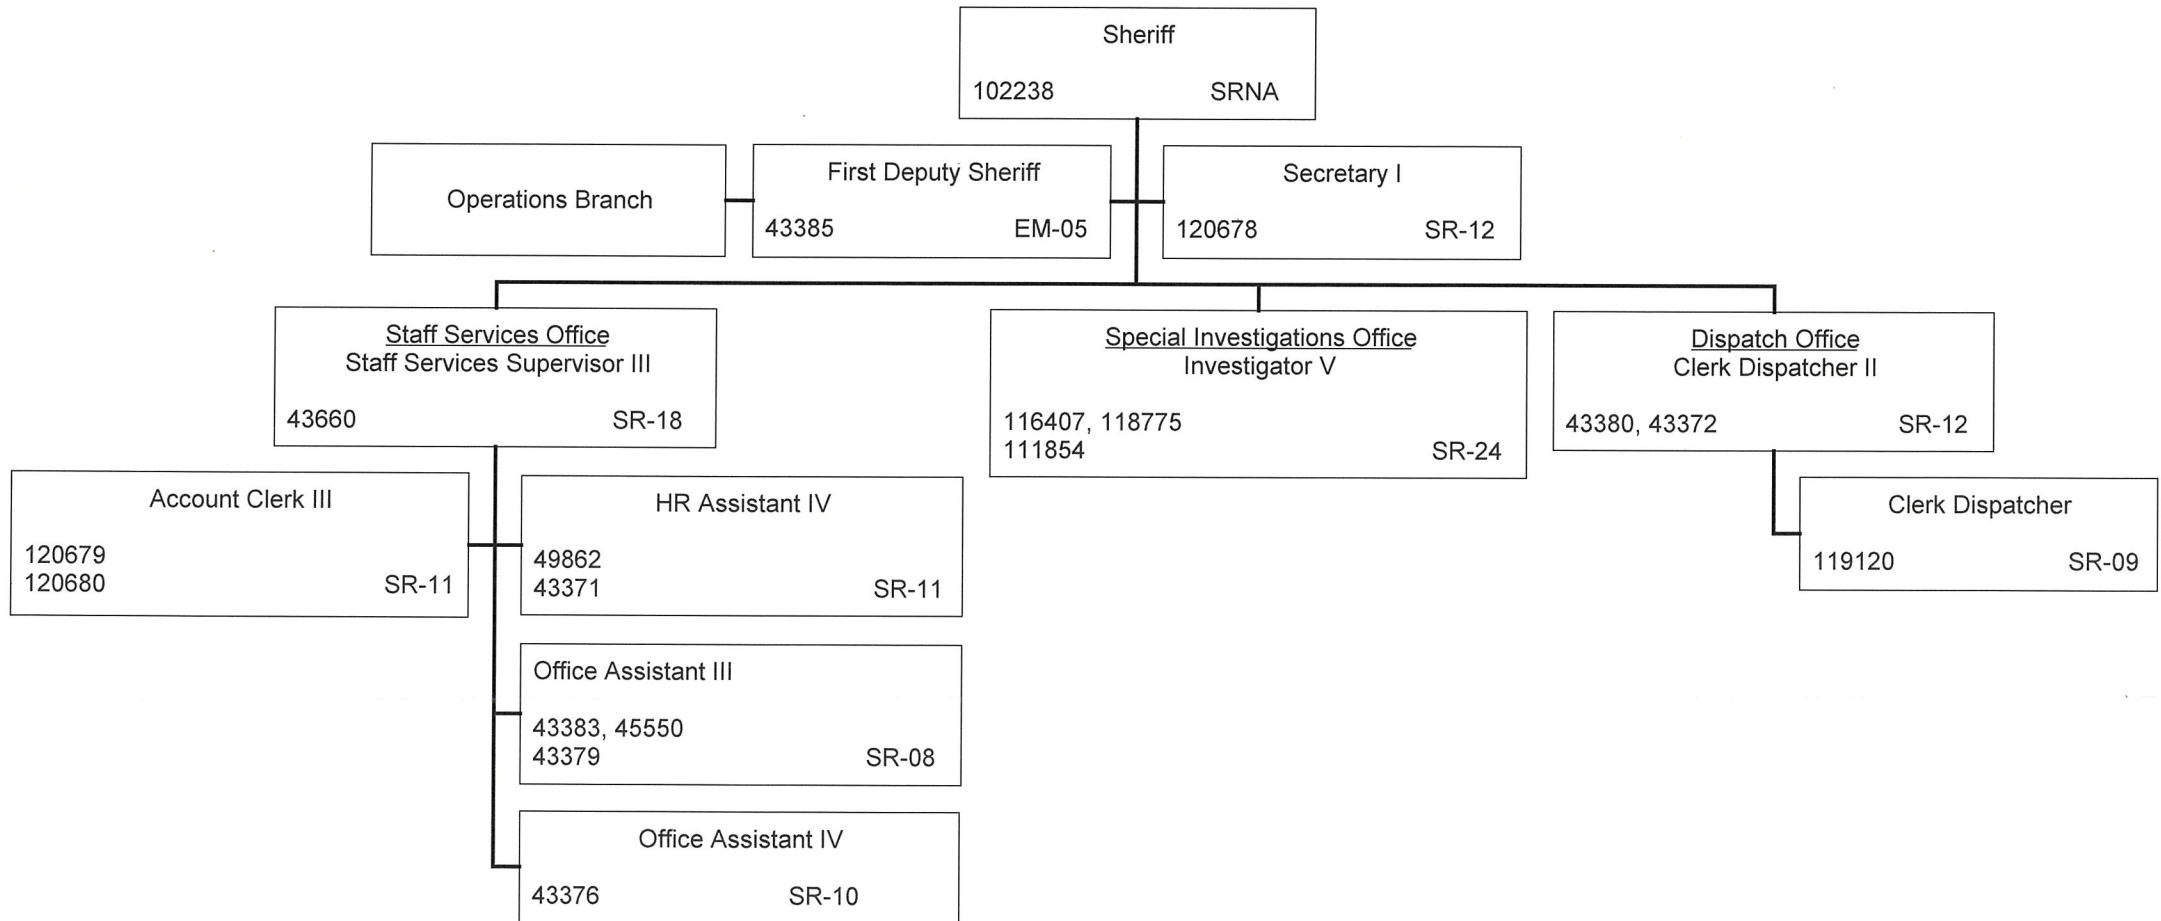 Sheriff
102238 SRNA
Operations Branch
First Deputy Sheriff
43385 EM-05
Secretary I
120678 SR-12
Staff Services Office
Staff Services Supervisor III
43660 SR-18
Special Investigations Office
Investigator V
116407, 118775
111854 SR-24
Dispatch Office
Clerk Dispatcher II
43380, 43372 SR-12
Account Clerk III
120679
120680 SR-11
HR Assistant IV
49862
43371 SR-11
Clerk Dispatcher
119120 SR-09
Office Assistant III
43383, 45550
43379 SR-08
Office Assistant IV
43376 SR-10